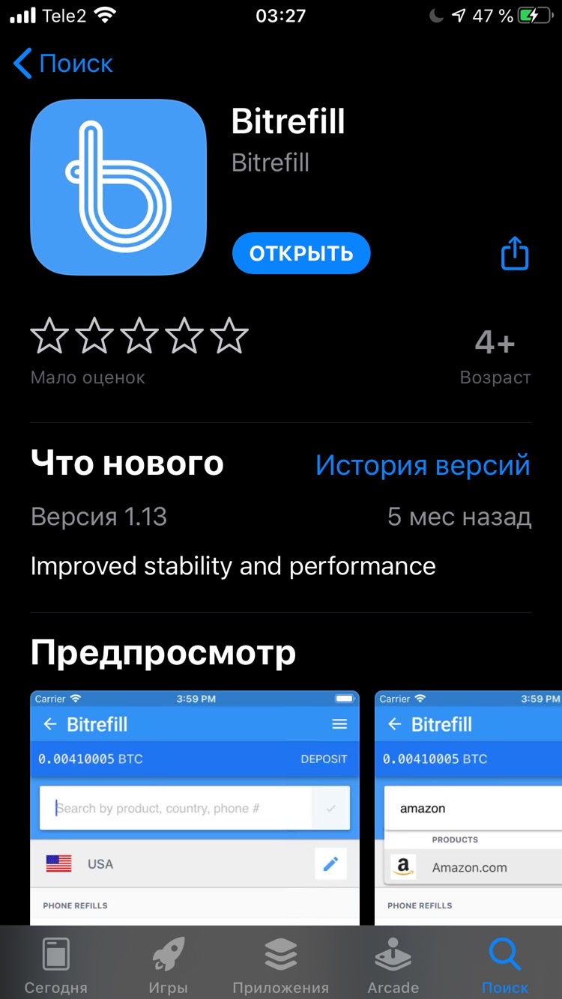 Tele2 03:27 47 %
Поиск
Bitrefill
Bitrefill
ОТКРЫТЬ
Мало оценок
4+
Возраст
Что нового
История версий
Версия 1.13
5 мес назад
Improved stability and performance
Предпросмотр
Carrier 3:59 PM
Bitrefill
0.00410005 BTC DEPOSIT
Search by product, country, phone #
USA
PHONE REFILLS
Carrier 3:59 PM
Bitrefill
0.00410005 BTC
amazon
PRODUCTS
a Amazon.com
PHONE REFILLS
Сегодня Игры Приложения Arcade Поиск